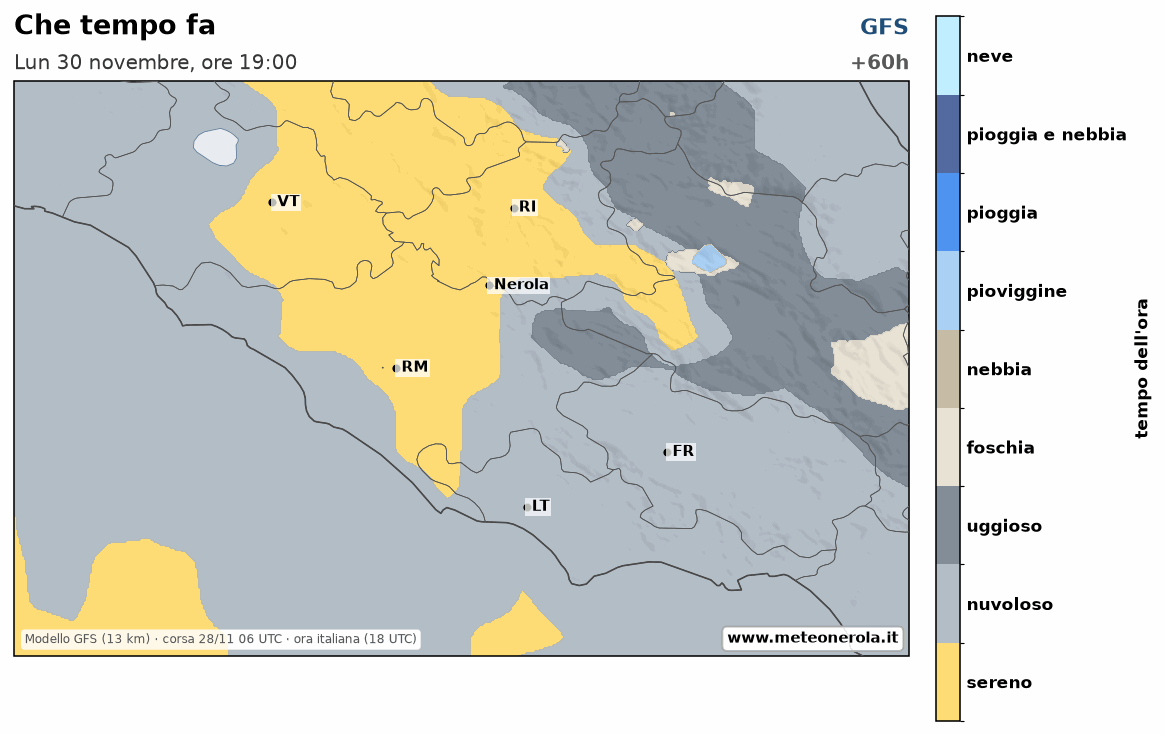 Che tempo fa
GFS
Lun 30 novembre, ore 19:00
+60h
VT
RI
Nerola
RM
FR
LT
Modello GFS (13 km) · corsa 28/11 06 UTC · ora italiana (18 UTC)
www.meteonerola.it
neve
pioggia e nebbia
pioggia
pioviggine
nebbia
foschia
uggioso
nuvoloso
sereno
tempo dell'ora